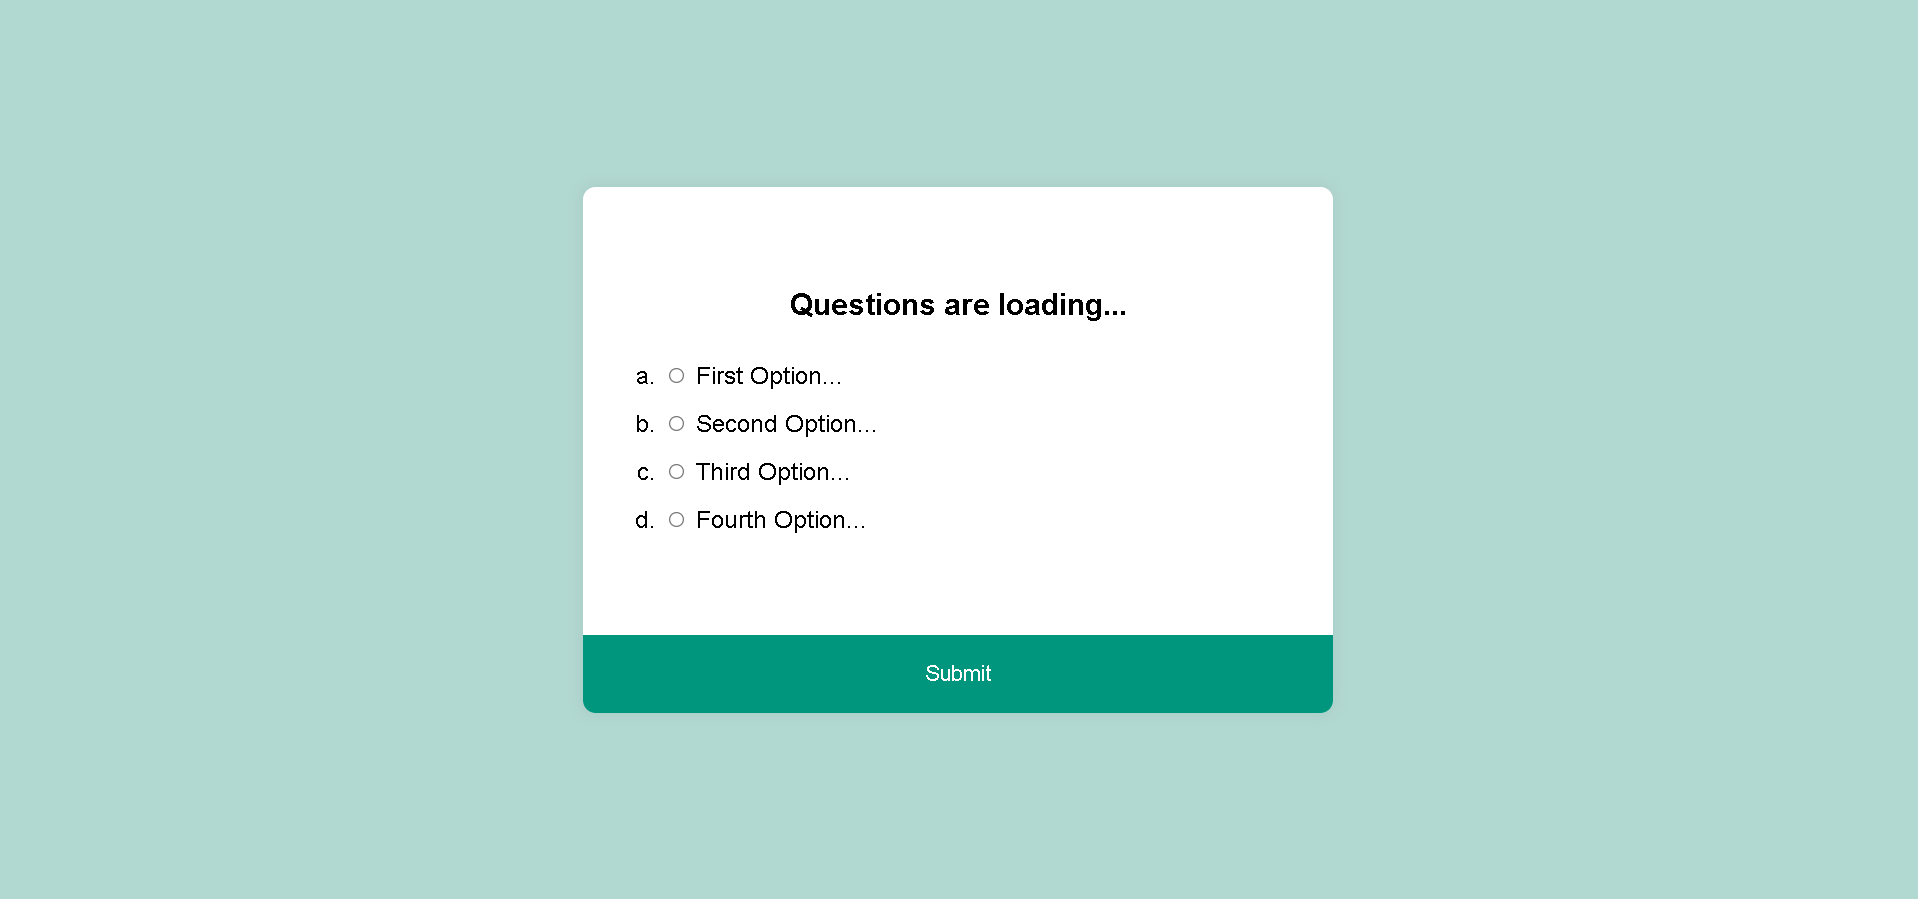 Questions are loading...
a. First Option...
b. Second Option...
c. Third Option...
d. Fourth Option...
Submit